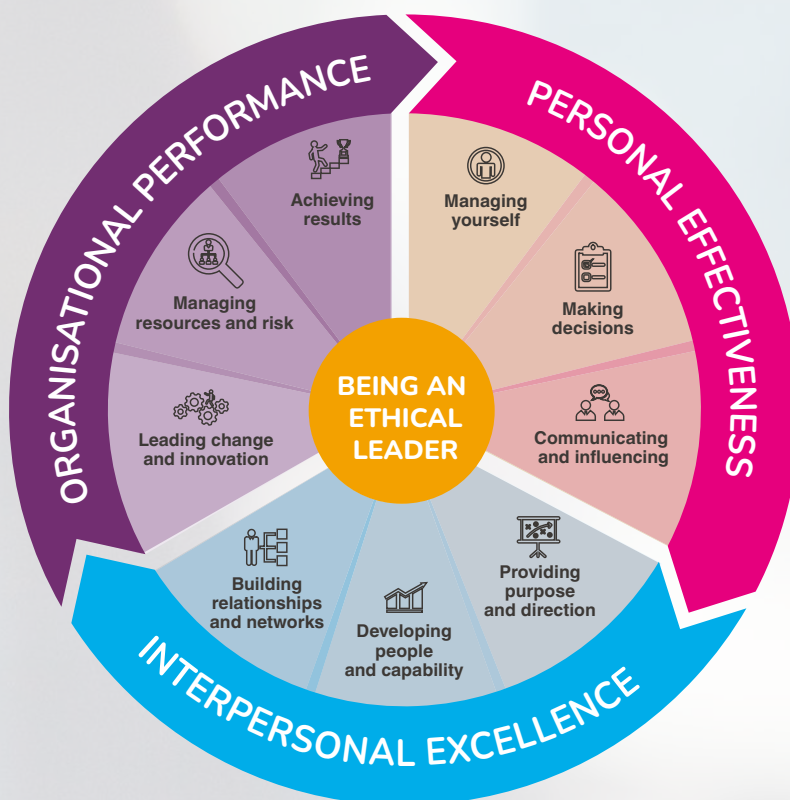 ORGANISATIONAL PERFORMANCE
PERSONAL EFFECTIVENESS
INTERPERSONAL EXCELLENCE
BEING AN
ETHICAL
LEADER
Managing
yourself
Making
decisions
Communicating
and influencing
Providing
purpose
and direction
Developing
people
and capability
Building
relationships
and networks
Leading change
and innovation
Managing
resources and risk
Achieving
results